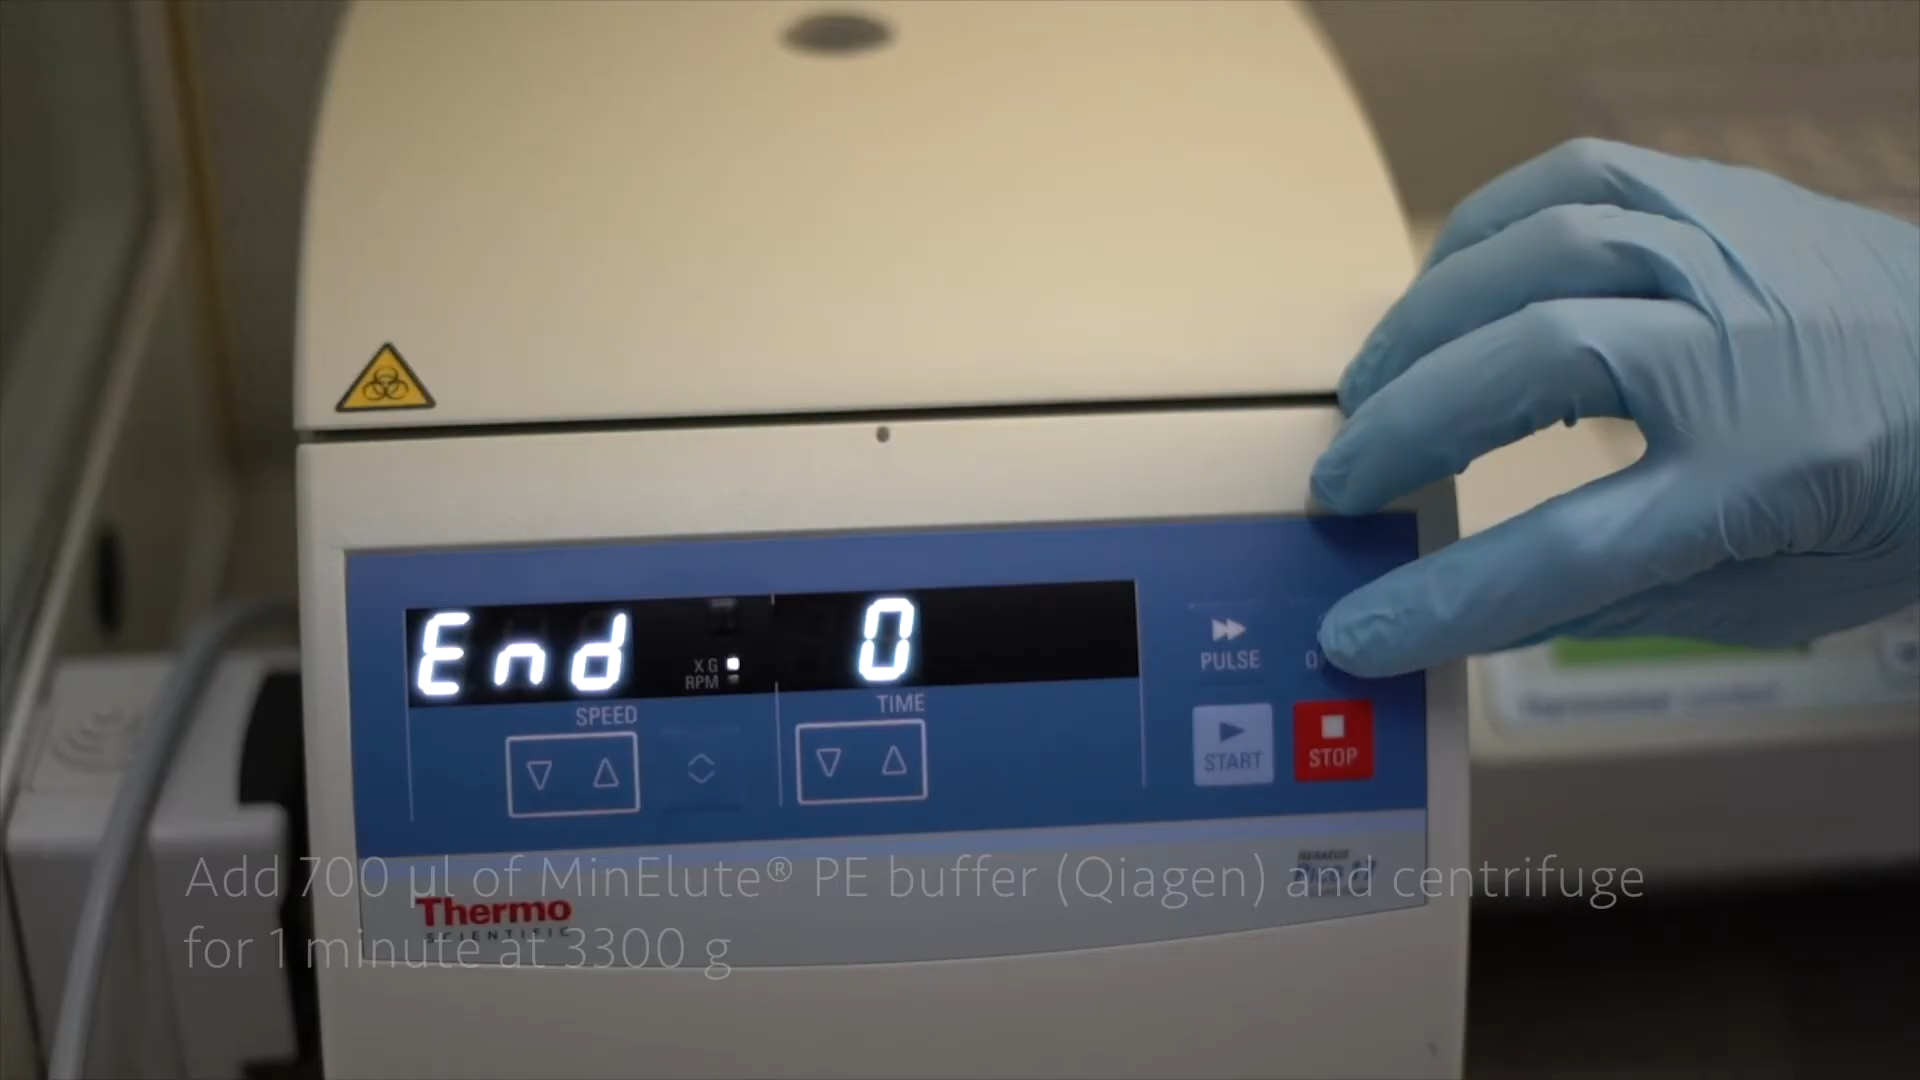 End 0
X G
RPM
SPEED
TIME
PULSE
START
STOP
Add 700 µl of MinElute® PE buffer (Qiagen) and centrifuge
for 1 minute at 3300 g
Thermo
SCIENTIFIC